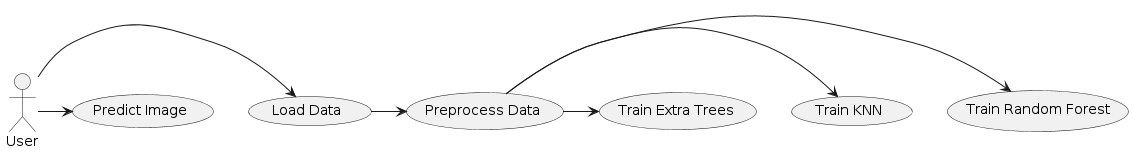 Predict Image
Load Data
Preprocess Data
Train Extra Trees
Train KNN
Train Random Forest
User